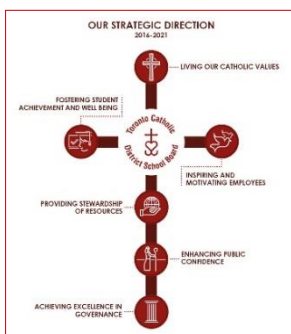 OUR STRATEGIC DIRECTION
2016-2021
LIVING OUR CATHOLIC VALUES
FOSTERING STUDENT
ACHIEVEMENT AND WELL BEING
Toronto Catholic
District School Board
INSPIRING AND
MOTIVATING EMPLOYEES
PROVIDING STEWARDSHIP
OF RESOURCES
ENHANCING PUBLIC
CONFIDENCE
ACHIEVING EXCELLENCE IN
GOVERNANCE